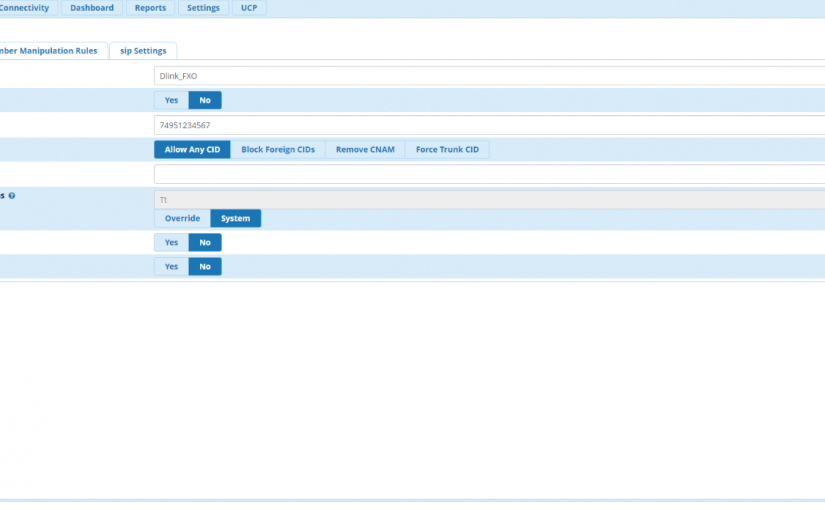 Connectivity Dashboard Reports Settings UCP
Manipulation Rules sip Settings
Dlink_FXO
Yes No
74951234567
Allow Any CID Block Foreign CIDs Remove CNAM Force Trunk CID
Tt
Override System
Yes No
Yes No